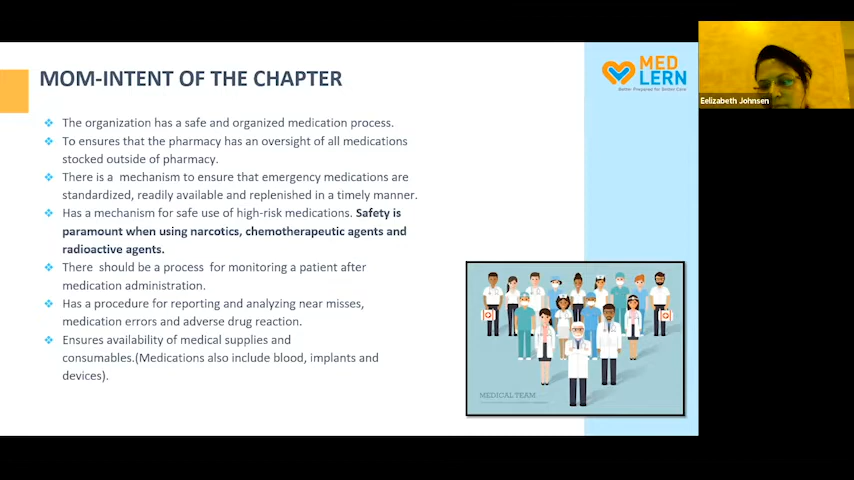 MOM-INTENT OF THE CHAPTER
MED
LERN
Better Prepared for Better Care
Eelizabeth Johnsen
The organization has a safe and organized medication process.
To ensures that the pharmacy has an oversight of all medications
stocked outside of pharmacy.
There is a mechanism to ensure that emergency medications are
standardized, readily available and replenished in a timely manner.
Has a mechanism for safe use of high-risk medications. Safety is
paramount when using narcotics, chemotherapeutic agents and
radioactive agents.
There should be a process for monitoring a patient after
medication administration.
Has a procedure for reporting and analyzing near misses,
medication errors and adverse drug reaction.
Ensures availability of medical supplies and
consumables.(Medications also include blood, implants and
devices).
MEDICAL TEAM